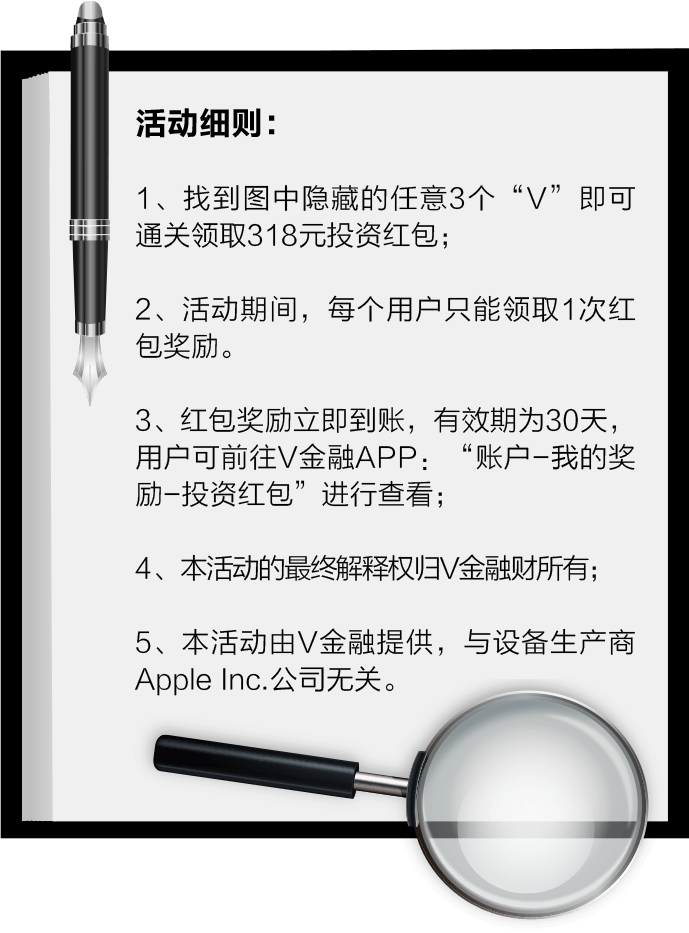 活动细则：
1、找到图中隐藏的任意3个“V”即可
通关领取318元投资红包；
2、活动期间，每个用户只能领取1次红
包奖励。
3、红包奖励立即到账，有效期为30天，
用户可前往V金融APP：“账户-我的奖
励-投资红包”进行查看；
4、本活动的最终解释权归V金融财所有；
5、本活动由V金融提供，与设备生产商
Apple Inc.公司无关。